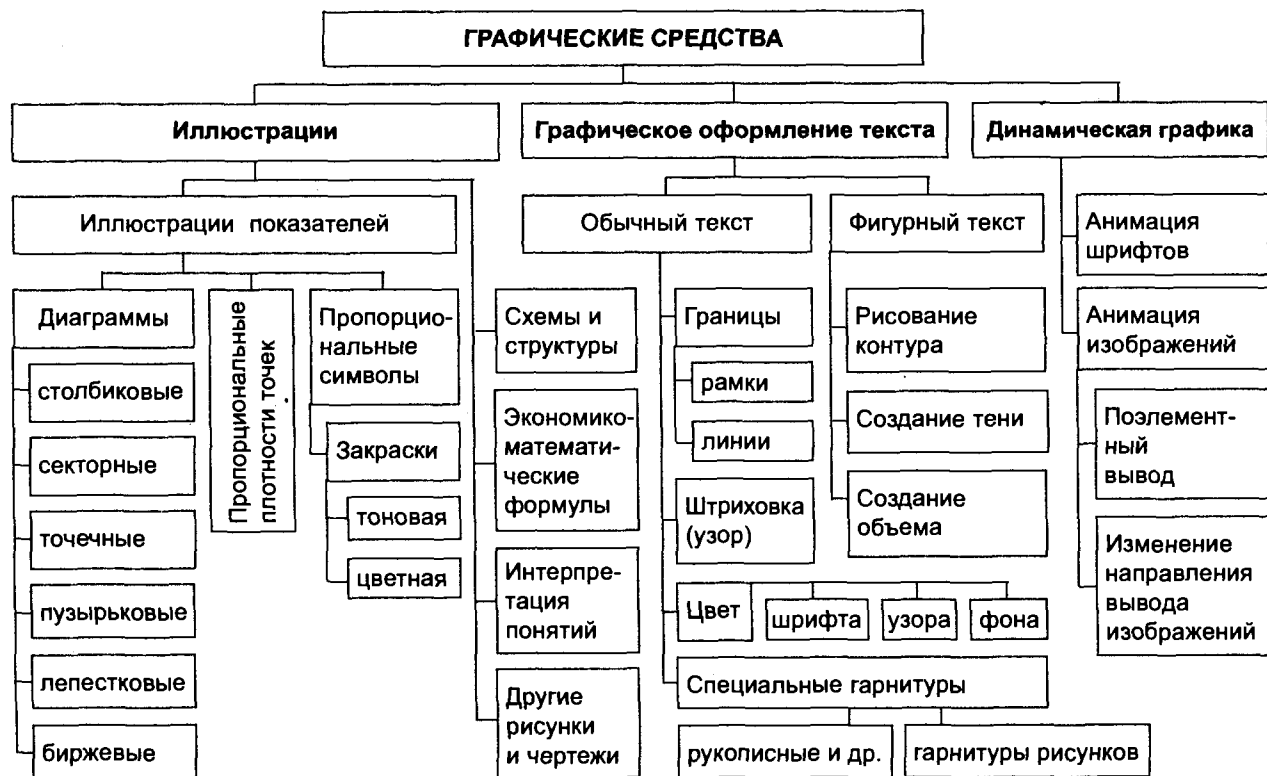 ГРАФИЧЕСКИЕ СРЕДСТВА
Иллюстрации
Графическое оформление текста
Динамическая графика
Иллюстрации показателей
Обычный текст
Фигурный текст
Диаграммы
столбиковые
секторные
точечные
пузырьковые
лепестковые
биржевые
Пропорциональные
плотности точек
Пропорцио-
нальные
символы
Закраски
тоновая
цветная
Схемы и
структуры
Экономико-
математи-
ческие
формулы
Интерпре-
тация
понятий
Другие
рисунки
и чертежи
Границы
рамки
линии
Штриховка
(узор)
Цвет
шрифта
узора
фона
Специальные гарнитуры
рукописные и др.
гарнитуры рисунков
Рисование
контура
Создание тени
Создание
объема
Анимация
шрифтов
Анимация
изображений
Поэлемент-
ный
вывод
Изменение
направления
вывода
изображений